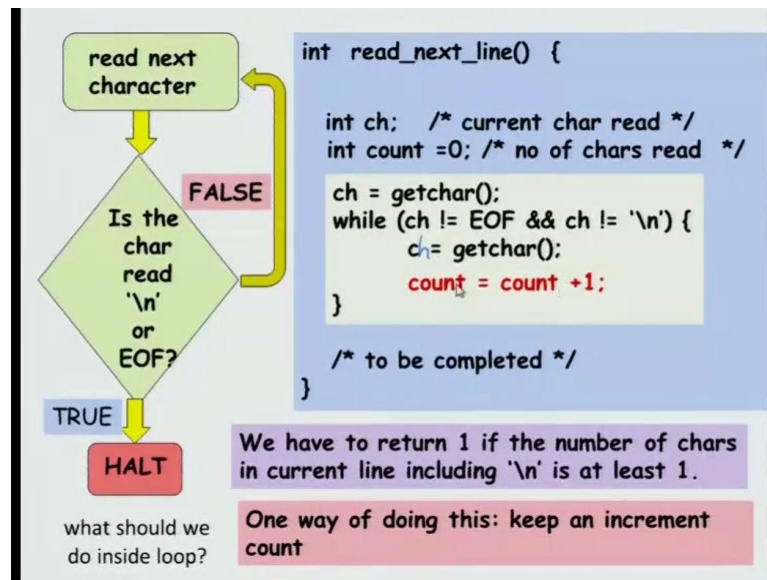 read next
character
FALSE
Is the
char
read
'\n'
or
EOF?
TRUE
HALT
what should we
do inside loop?
int read_next_line() {
int ch; /* current char read */
int count =0; /* no of chars read */
ch = getchar();
while (ch != EOF && ch != '\n') {
ch= getchar();
count = count +1;
}
/* to be completed */
}
We have to return 1 if the number of chars
in current line including '\n' is at least 1.
One way of doing this: keep an increment
count